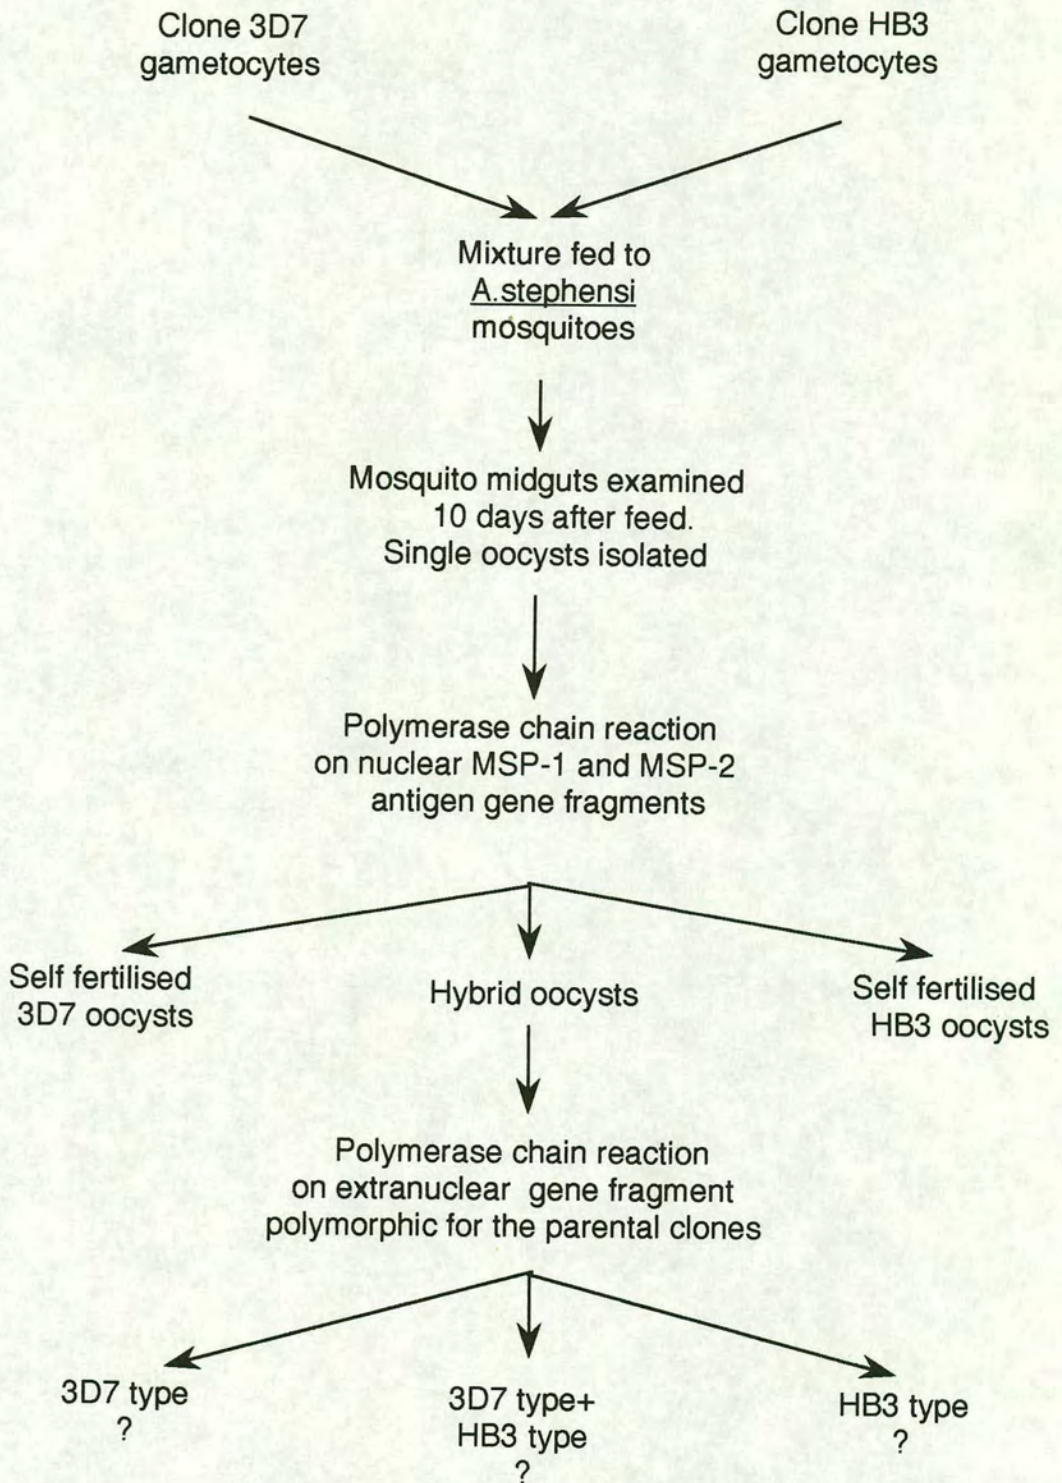 Clone 3D7
gametocytes
Clone HB3
gametocytes
Mixture fed to
A.stephensi
mosquitoes
Mosquito midguts examined
10 days after feed.
Single oocysts isolated
Polymerase chain reaction
on nuclear MSP-1 and MSP-2
antigen gene fragments
Self fertilised
3D7 oocysts
Hybrid oocysts
Self fertilised
HB3 oocysts
Polymerase chain reaction
on extranuclear gene fragment
polymorphic for the parental clones
3D7 type
?
3D7 type+
HB3 type
?
HB3 type
?